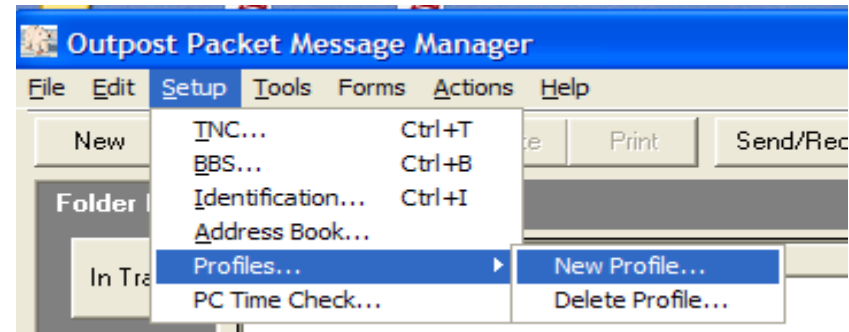 Outpost Packet Message Manager
File Edit Setup Tools Forms Actions Help
New Print Send/Rec
TNC... Ctrl+T
BBS... Ctrl+B
Identification... Ctrl+I
Folder
Address Book...
In Tra Profiles... New Profile...
PC Time Check... Delete Profile...